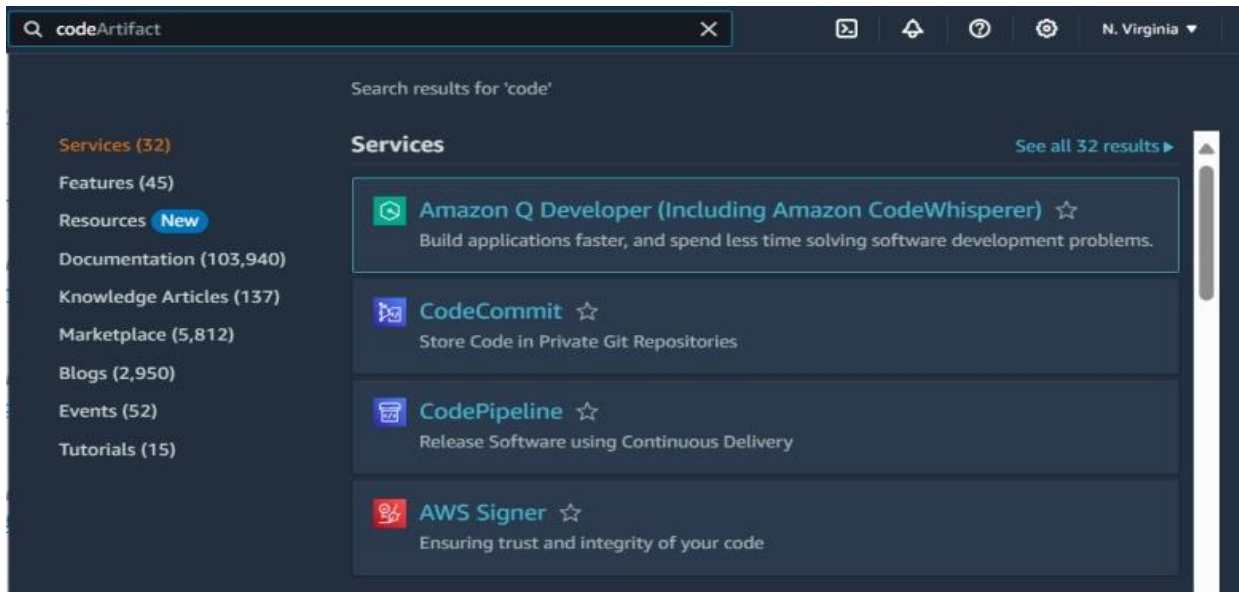 codeArtifact
N. Virginia
Search results for 'code'
Services (32)
Features (45)
Resources New
Documentation (103,940)
Knowledge Articles (137)
Marketplace (5,812)
Blogs (2,950)
Events (52)
Tutorials (15)
Services
See all 32 results
Amazon Q Developer (Including Amazon CodeWhisperer)
Build applications faster, and spend less time solving software development problems.
CodeCommit
Store Code in Private Git Repositories
CodePipeline
Release Software using Continuous Delivery
AWS Signer
Ensuring trust and integrity of your code